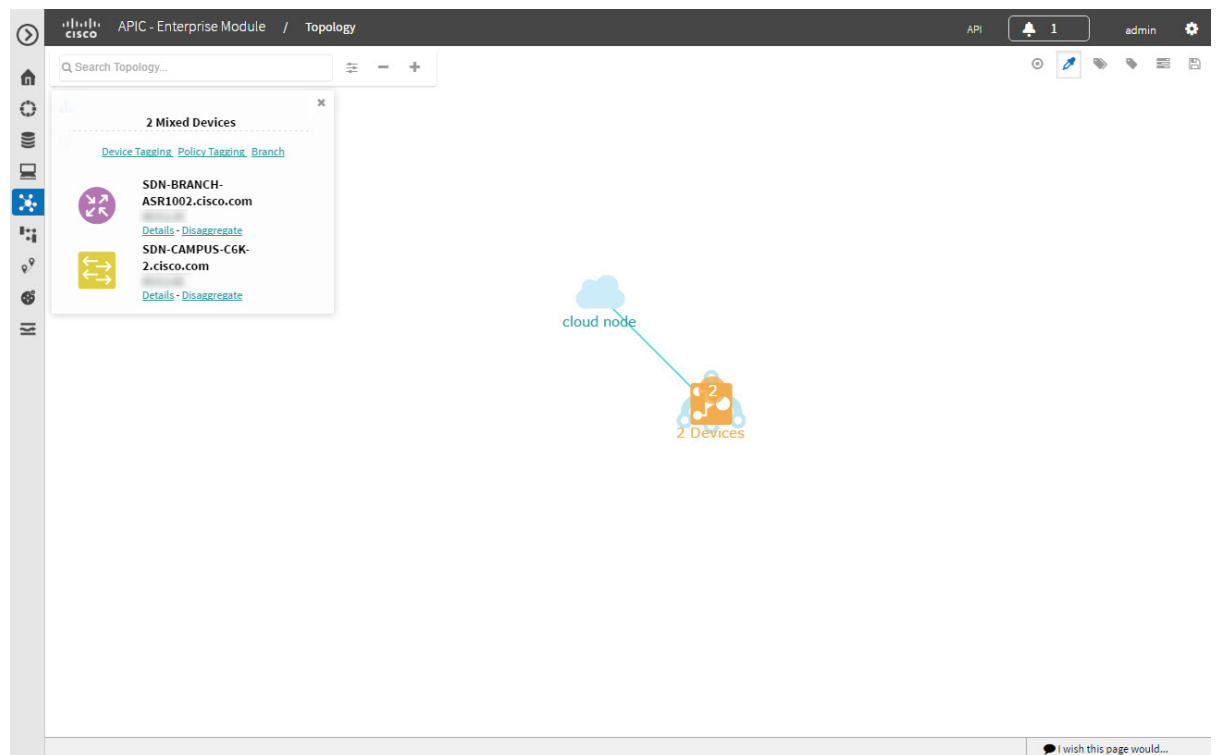 CISCO APIC - Enterprise Module / Topology API 1 admin
Search Topology...
2 Mixed Devices
Device Tagging Policy Tagging Branch
SDN-BRANCH-
ASR1002.cisco.com
Details - Disaggregate
SDN-CAMPUS-C6K-
2.cisco.com
Details - Disaggregate
cloud node
2
2 Devices
I wish this page would...